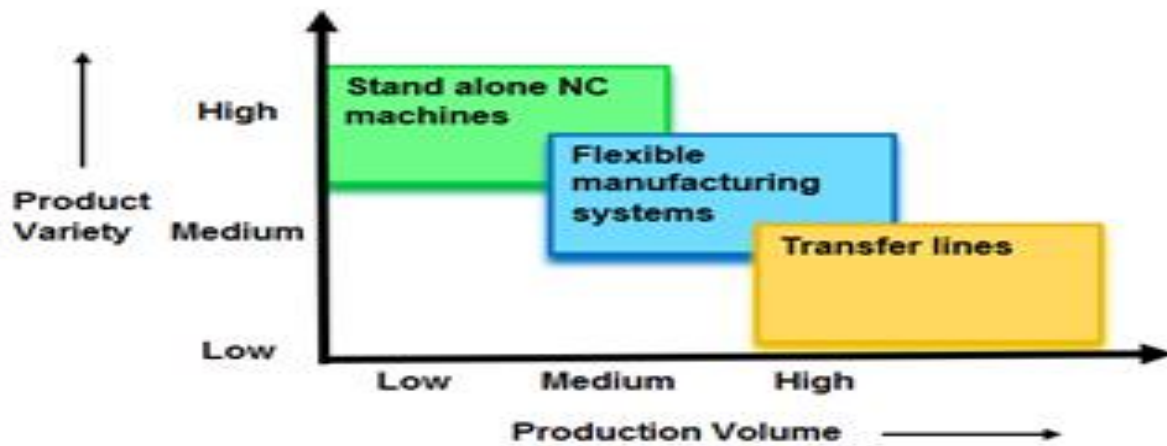 Stand alone NC
machines
High
Flexible
manufacturing
systems
Product
Variety
Medium
Transfer lines
Low
Low
Medium
High
Production Volume